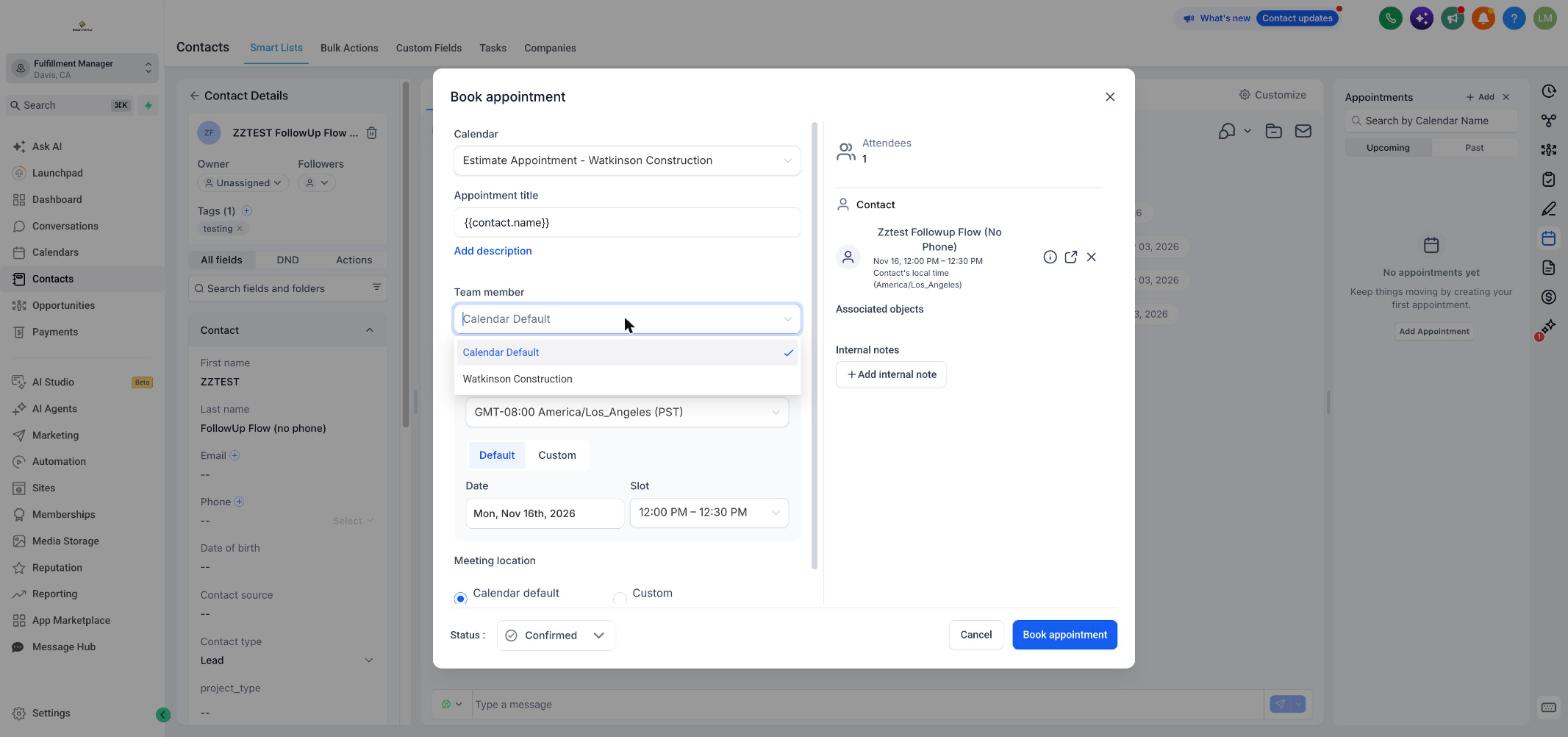 What's new
Contact updates
LM
Contacts
Smart Lists
Bulk Actions
Custom Fields
Tasks
Companies
Fulfillment Manager
Davis, CA
Search
⌘K
Ask AI
Launchpad
Dashboard
Conversations
Calendars
Contacts
Opportunities
Payments
AI Studio
Beta
AI Agents
Marketing
Automation
Sites
Memberships
Media Storage
Reputation
Reporting
App Marketplace
Message Hub
Settings
Contact Details
ZF
ZZTEST FollowUp Flow ...
Owner
Followers
Unassigned
Tags (1)
testing
All fields
DND
Actions
Search fields and folders
Contact
First name
ZZTEST
Last name
FollowUp Flow (no phone)
Email
--
Phone
--
Select
Date of birth
--
Contact source
--
Contact type
Lead
project_type
--
Book appointment
Calendar
Estimate Appointment - Watkinson Construction
Appointment title
{{contact.name}}
Add description
Team member
Calendar Default
Calendar Default
Watkinson Construction
GMT-08:00 America/Los_Angeles (PST)
Default
Custom
Date
Slot
Mon, Nov 16th, 2026
12:00 PM – 12:30 PM
Meeting location
Calendar default
Custom
Status :
Confirmed
Cancel
Book appointment
Attendees
1
Contact
Zztest Followup Flow (No
Phone)
Nov 16, 12:00 PM – 12:30 PM
Contact's local time
(America/Los_Angeles)
Associated objects
Internal notes
+ Add internal note
Customize
6
03, 2026
03, 2026
3, 2026
Type a message
Appointments
+ Add
Search by Calendar Name
Upcoming
Past
No appointments yet
Keep things moving by creating your
first appointment.
Add Appointment
1